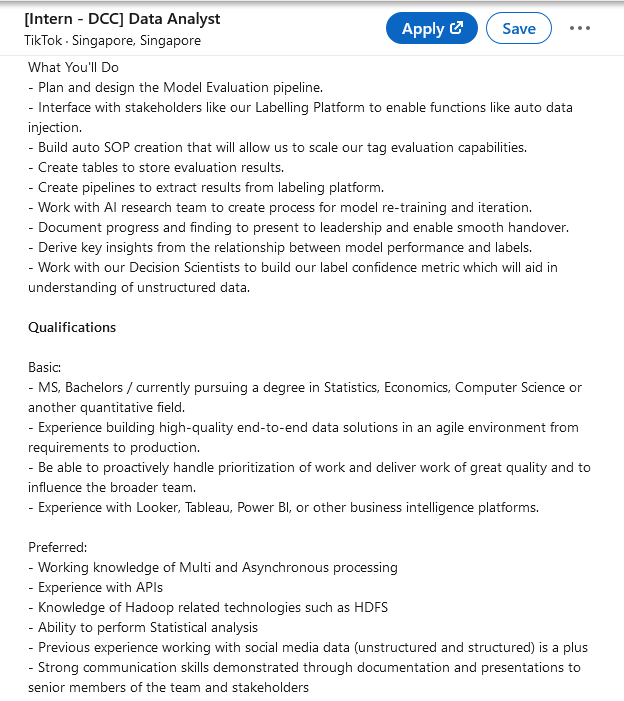 [Intern - DCC] Data Analyst
TikTok · Singapore, Singapore
Apply
Save
What You'll Do
- Plan and design the Model Evaluation pipeline.
- Interface with stakeholders like our Labelling Platform to enable functions like auto data
injection.
- Build auto SOP creation that will allow us to scale our tag evaluation capabilities.
- Create tables to store evaluation results.
- Create pipelines to extract results from labeling platform.
- Work with AI research team to create process for model re-training and iteration.
- Document progress and finding to present to leadership and enable smooth handover.
- Derive key insights from the relationship between model performance and labels.
- Work with our Decision Scientists to build our label confidence metric which will aid in
understanding of unstructured data.
Qualifications
Basic:
- MS, Bachelors / currently pursuing a degree in Statistics, Economics, Computer Science or
another quantitative field.
- Experience building high-quality end-to-end data solutions in an agile environment from
requirements to production.
- Be able to proactively handle prioritization of work and deliver work of great quality and to
influence the broader team.
- Experience with Looker, Tableau, Power BI, or other business intelligence platforms.
Preferred:
- Working knowledge of Multi and Asynchronous processing
- Experience with APIs
- Knowledge of Hadoop related technologies such as HDFS
- Ability to perform Statistical analysis
- Previous experience working with social media data (unstructured and structured) is a plus
- Strong communication skills demonstrated through documentation and presentations to
senior members of the team and stakeholders